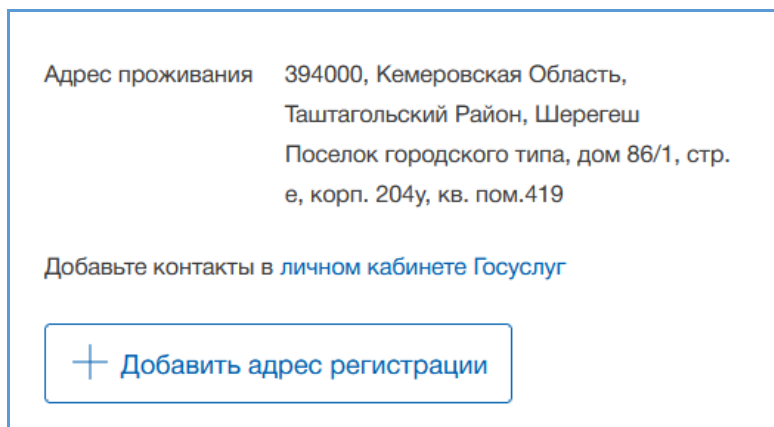 Адрес проживания 394000, Кемеровская Область,
Таштагольский Район, Шерегеш
Поселок городского типа, дом 86/1, стр.
е, корп. 204у, кв. пом.419
Добавьте контакты в личном кабинете Госуслуг
Добавить адрес регистрации